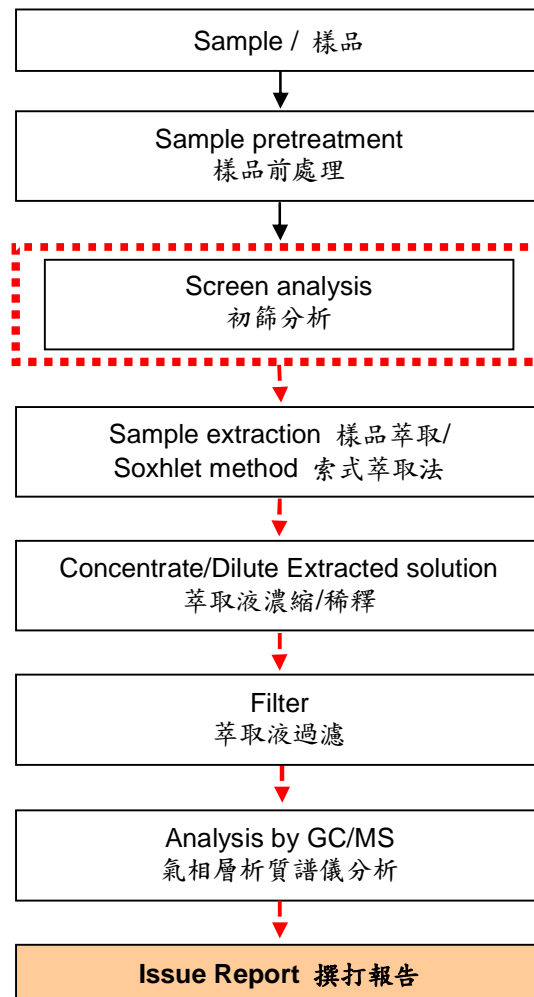 Sample / 樣品
Sample pretreatment
樣品前處理
Screen analysis
初篩分析
Sample extraction 樣品萃取/
Soxhlet method 索式萃取法
Concentrate/Dilute Extracted solution
萃取液濃縮/稀釋
Filter
萃取液過濾
Analysis by GC/MS
氣相層析質譜儀分析
Issue Report 撰打報告